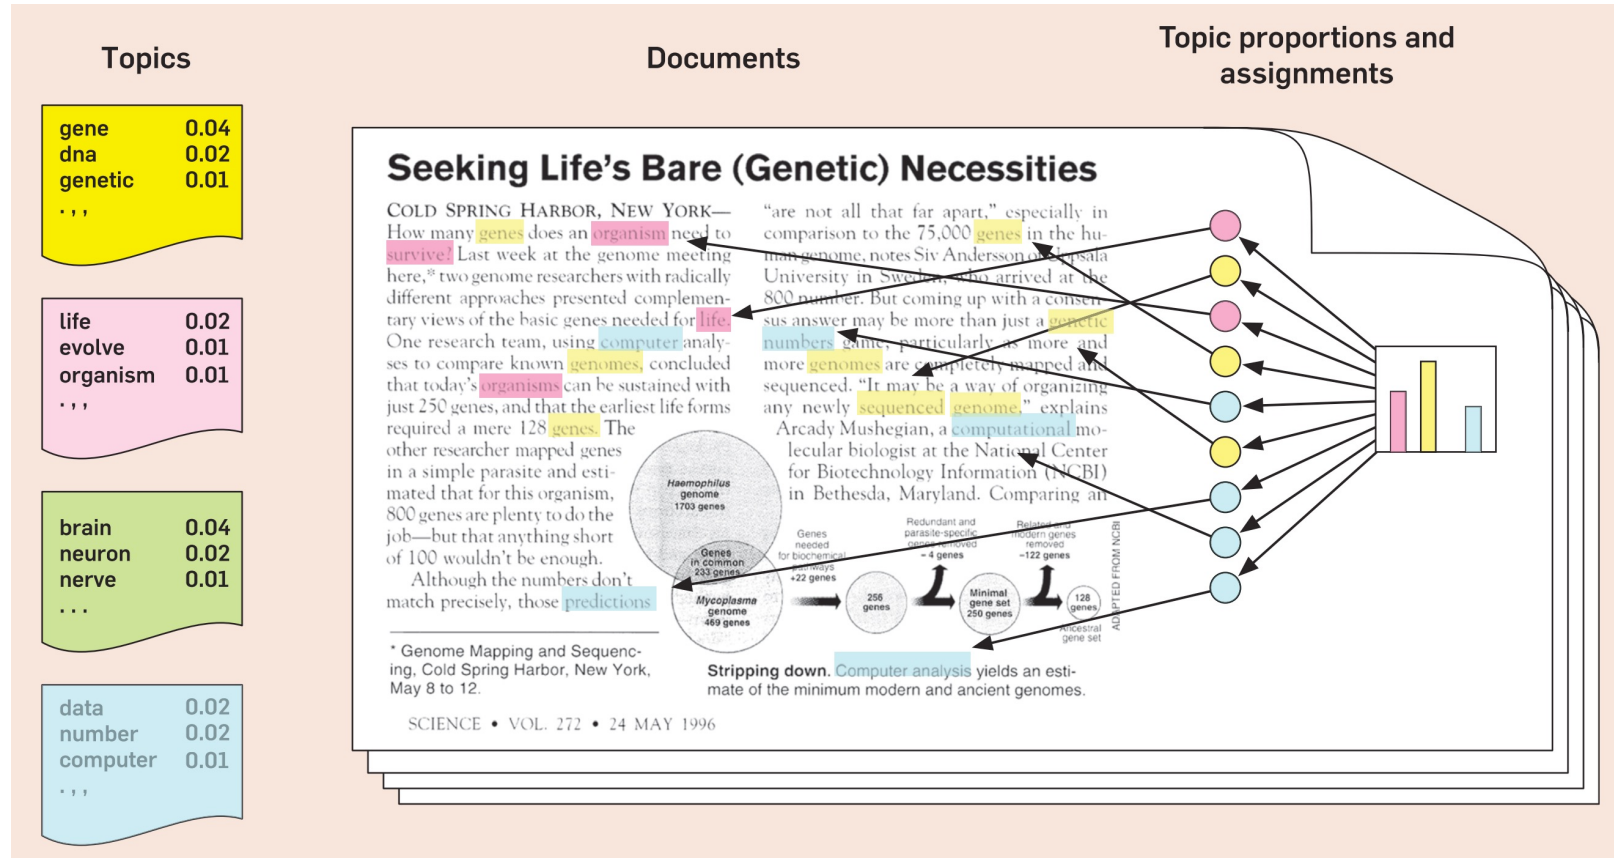 Topics
Documents
Topic proportions and
assignments
gene 0.04
dna 0.02
genetic 0.01
. , ,
life 0.02
evolve 0.01
organism 0.01
. , ,
brain 0.04
neuron 0.02
nerve 0.01
. . .
data 0.02
number 0.02
computer 0.01
. , ,
Seeking Life's Bare (Genetic) Necessities
COLD SPRING HARBOR, NEW YORK—
How many genes does an organism need to
survive? Last week at the genome meeting
here,* two genome researchers with radically
different approaches presented complemen-
tary views of the basic genes needed for life.
One research team, using computer analy-
ses to compare known genomes, concluded
that today's organisms can be sustained with
just 250 genes, and that the earliest life forms
required a mere 128 genes. The
other researcher mapped genes
in a simple parasite and esti-
mated that for this organism,
800 genes are plenty to do the
job—but that anything short
of 100 wouldn't be enough.
Although the numbers don't
match precisely, those predictions
* Genome Mapping and Sequenc-
ing, Cold Spring Harbor, New York,
May 8 to 12.
"are not all that far apart," especially in
comparison to the 75,000 genes in the hu-
man genome, notes Siv Andersson of Uppsala
University in Sweden, who arrived at the
800 number. But coming up with a consen-
sus answer may be more than just a genetic
numbers game, particularly as more and
more genomes are completely mapped and
sequenced. "It may be a way of organizing
any newly sequenced genome," explains
Arcady Mushegian, a computational mo-
lecular biologist at the National Center
for Biotechnology Information (NCBI)
in Bethesda, Maryland. Comparing an
Haemophilus
genome
1703 genes
Genes
in common
233 genes
Mycoplasma
genome
469 genes
Genes
needed
for biochemical
pathways
+22 genes
256
genes
Redundant and
parasite-specific
genes removed
– 4 genes
Minimal
gene set
250 genes
Related and
modern genes
removed
–122 genes
128
genes
Ancestral
gene set
ADAPTED FROM NCBI
Stripping down. Computer analysis yields an esti-
mate of the minimum modern and ancient genomes.
SCIENCE • VOL. 272 • 24 MAY 1996